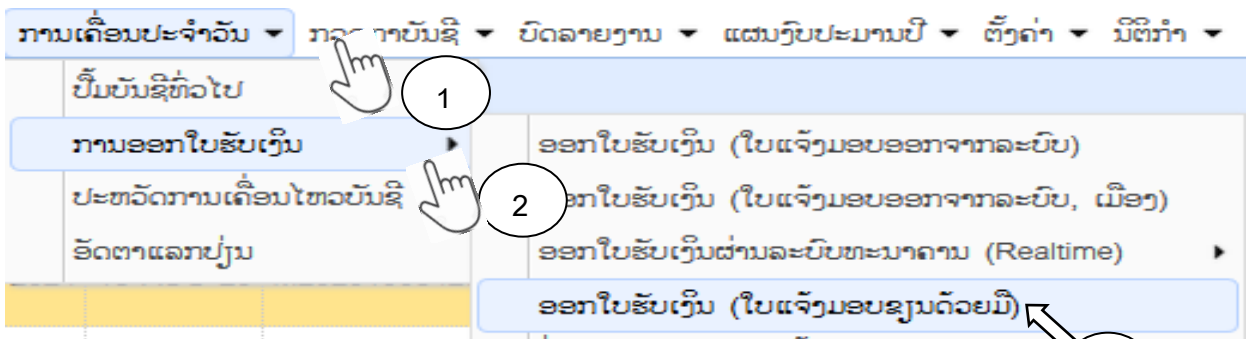 ການເຄື່ອນປະຈຳວັນ ບັນຊີ ບົດລາຍງານ ແຜນງົບປະມານປີ ຕັ້ງຄ່າ ນິຕິກຳ
ປຶ້ມບັນຊີທົ່ວໄປ
1
ການອອກໃບຮັບເງິນ
ອອກໃບຮັບເງິນ (ໃບແຈ້ງມອບອອກຈາກລະບົບ)
ປະຫວັດການເຄື່ອນໄຫວບັນຊີ
2
ໃບຮັບເງິນ (ໃບແຈ້ງມອບອອກຈາກລະບົບ, ເມືອງ)
ອັດຕາແລກປ່ຽນ
ອອກໃບຮັບເງິນຜ່ານລະບົບທະນາຄານ (Realtime)
ອອກໃບຮັບເງິນ (ໃບແຈ້ງມອບຂຽນດ້ວຍມື)